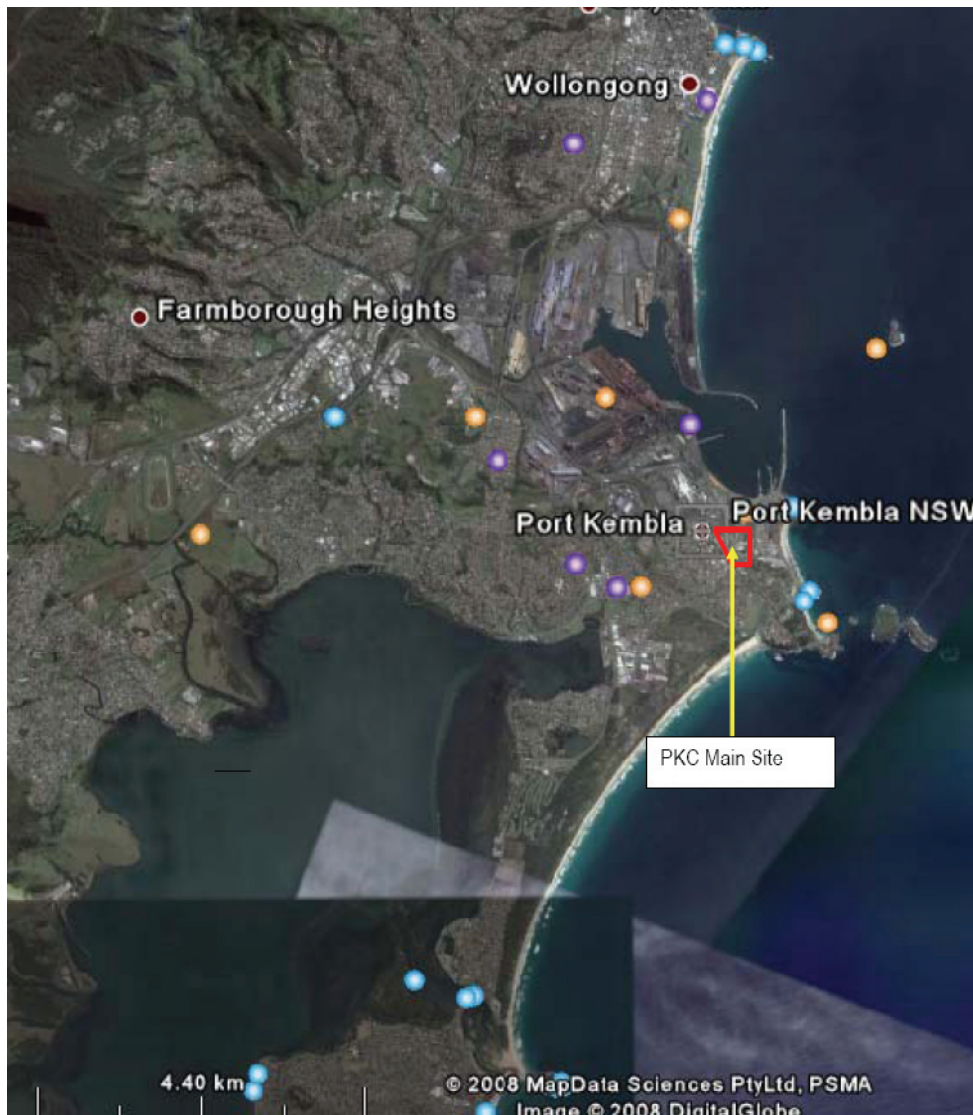 Wollongong
Farmborough Heights
Port Kembla
Port Kembla NSW
PKC Main Site
4.40 km
© 2008 MapData Sciences PtyLtd, PSMA
Image © 2008 DigitalGlobe